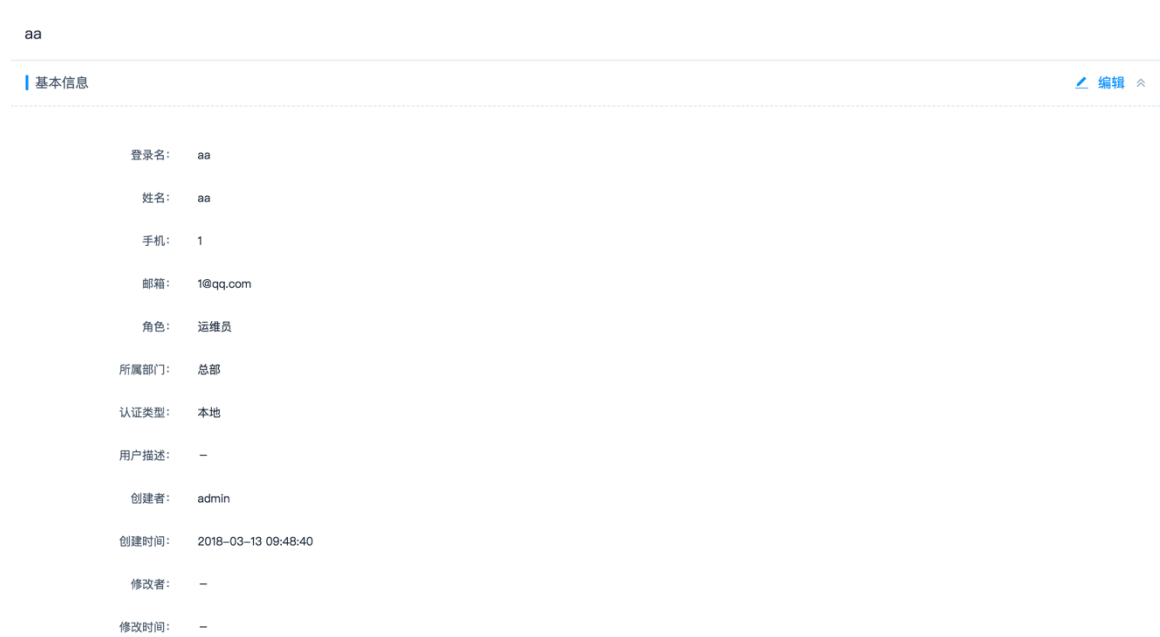 aa
基本信息 编辑
登录名： aa
姓名： aa
手机： 1
邮箱： 1@qq.com
角色： 运维员
所属部门： 总部
认证类型： 本地
用户描述： –
创建者： admin
创建时间： 2018–03–13 09:48:40
修改者： –
修改时间： –